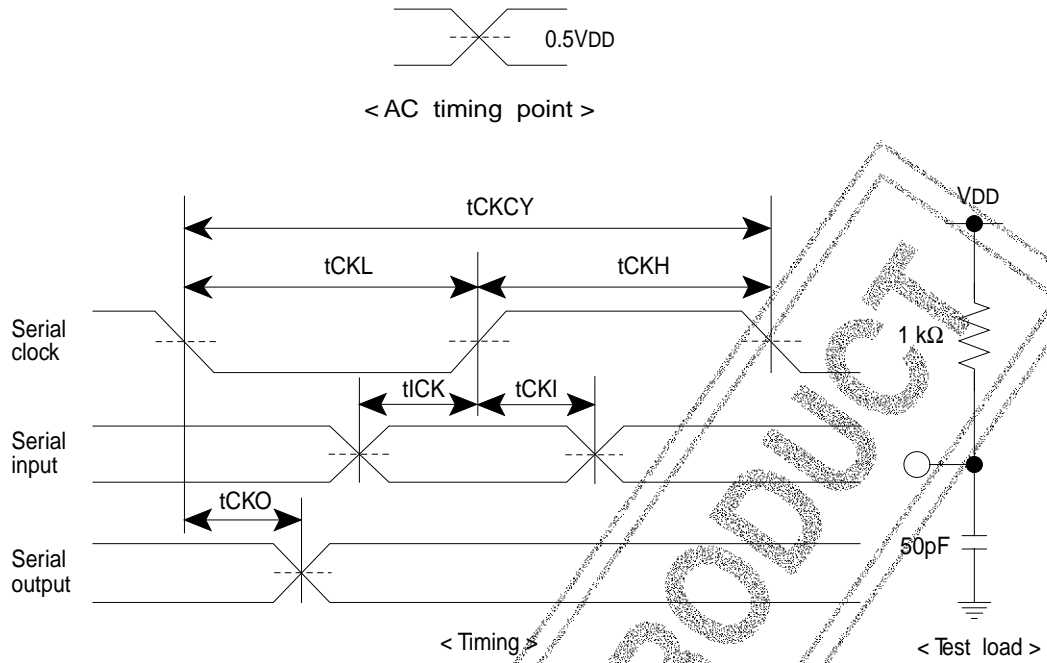 0.5VDD
< AC timing point >
tCKCY
VDD
tCKL
tCKH
Serial
clock
1 kΩ
tICK
tCKI
Serial
input
tCKO
50pF
Serial
output
< Timing >
< Test load >